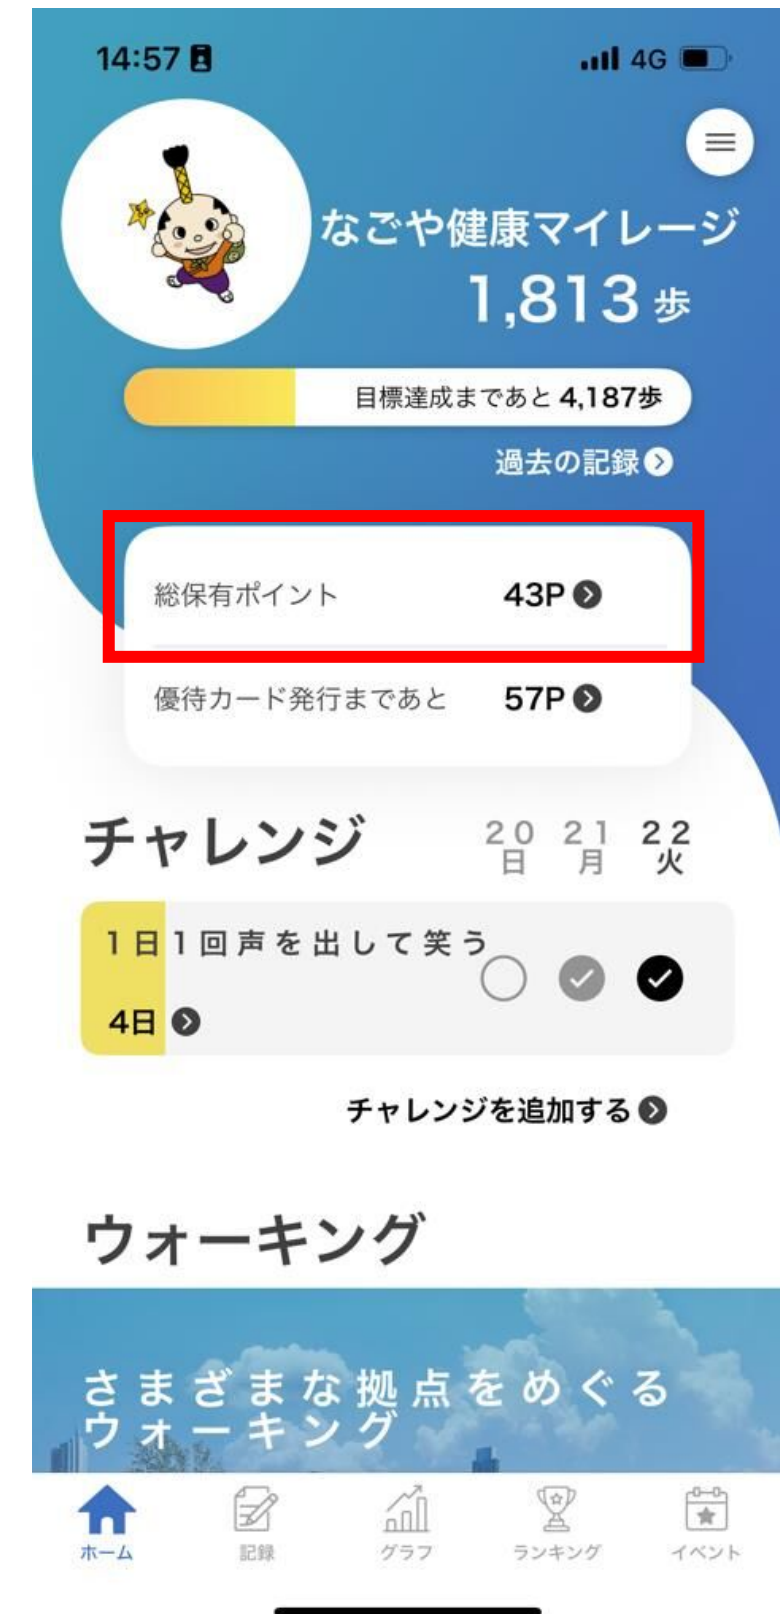 14:57
4G
なごや健康マイレージ
1,813 歩
目標達成まであと 4,187歩
過去の記録
総保有ポイント 43P
優待カード発行まであと 57P
チャレンジ
20 21 22
日 月 火
1日1回声を出して笑う
4日
チャレンジを追加する
ウォーキング
さまざまな拠点をめぐる
ウォーキング
ホーム 記録 グラフ ランキング イベント